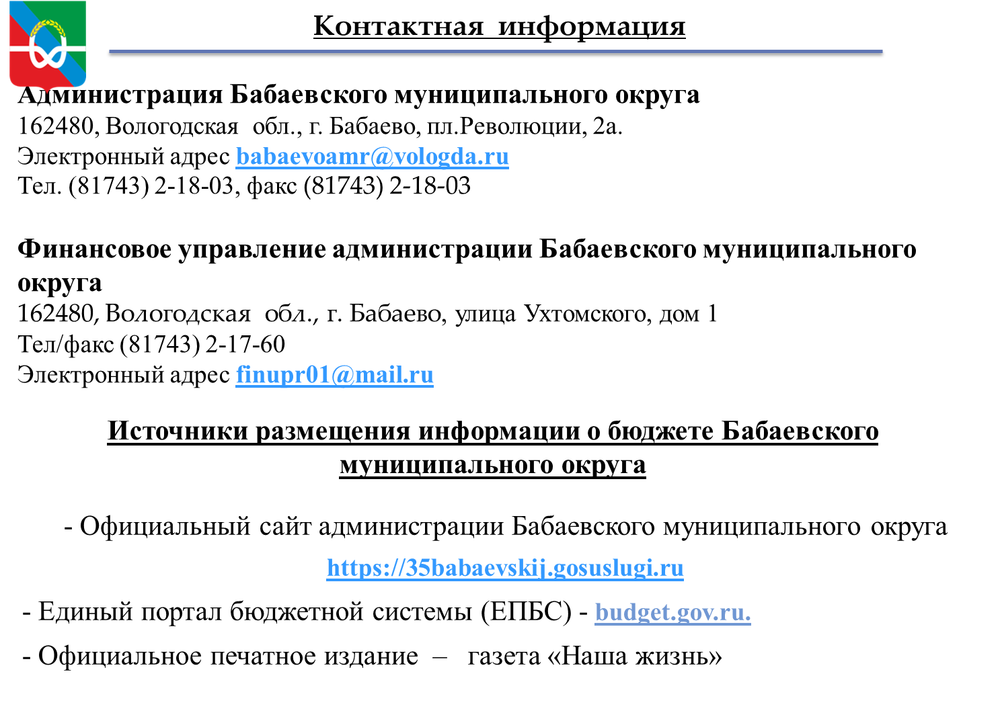 Контактная информация
Администрация Бабаевского муниципального округа
162480, Вологодская обл., г. Бабаево, пл.Революции, 2а.
Электронный адрес babaevoamr@vologda.ru
Тел. (81743) 2-18-03, факс (81743) 2-18-03
Финансовое управление администрации Бабаевского муниципального
округа
162480, Вологодская обл., г. Бабаево, улица Ухтомского, дом 1
Тел/факс (81743) 2-17-60
Электронный адрес finupr01@mail.ru
Источники размещения информации о бюджете Бабаевского
муниципального округа
- Официальный сайт администрации Бабаевского муниципального округа
https://35babaevskij.gosuslugi.ru
- Единый портал бюджетной системы (ЕПБС) - budget.gov.ru.
- Официальное печатное издание – газета «Наша жизнь»